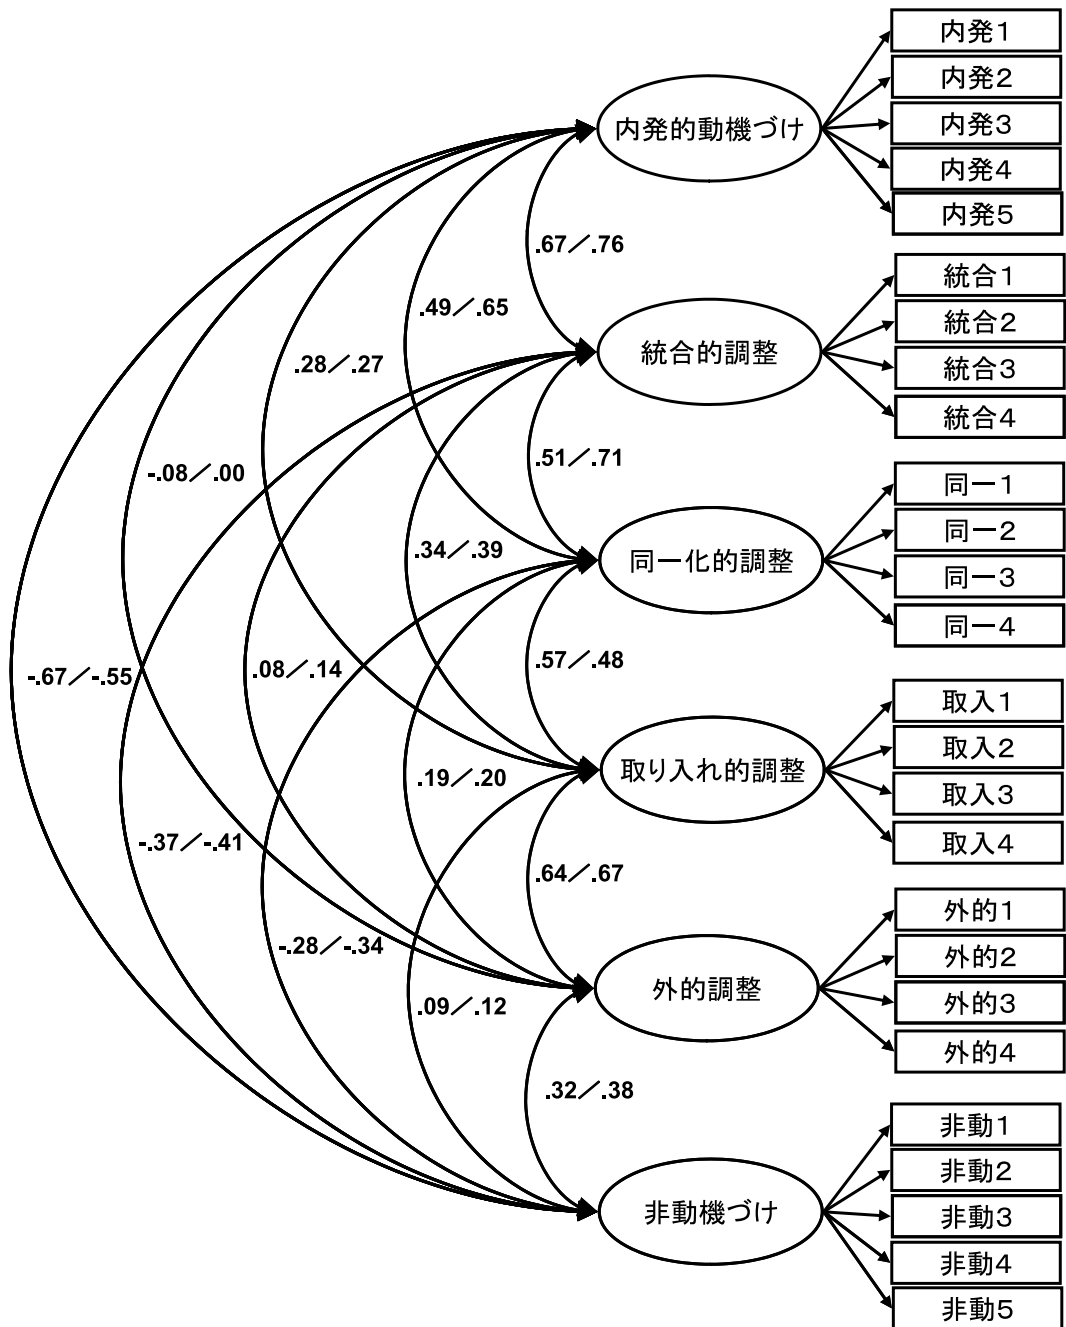 内発的動機づけ
内発1
内発2
内発3
内発4
内発5
.67／.76
.49／.65
.28／.27
-.08／.00
-.67／-.55
統合的調整
統合1
統合2
統合3
統合4
.51／.71
.34／.39
.08／.14
-.37／-.41
同一化的調整
同一1
同一2
同一3
同一4
.57／.48
.19／.20
-.28／-.34
取り入れ的調整
取入1
取入2
取入3
取入4
.64／.67
.09／.12
外的調整
外的1
外的2
外的3
外的4
.32／.38
非動機づけ
非動1
非動2
非動3
非動4
非動5